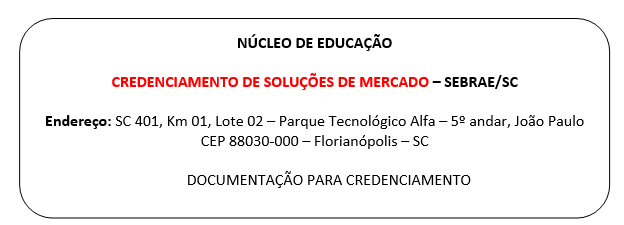 NÚCLEO DE EDUCAÇÃO
CREDENCIAMENTO DE SOLUÇÕES DE MERCADO – SEBRAE/SC
Endereço: SC 401, Km 01, Lote 02 – Parque Tecnológico Alfa – 5º andar, João Paulo
CEP 88030-000 – Florianópolis – SC
DOCUMENTAÇÃO PARA CREDENCIAMENTO